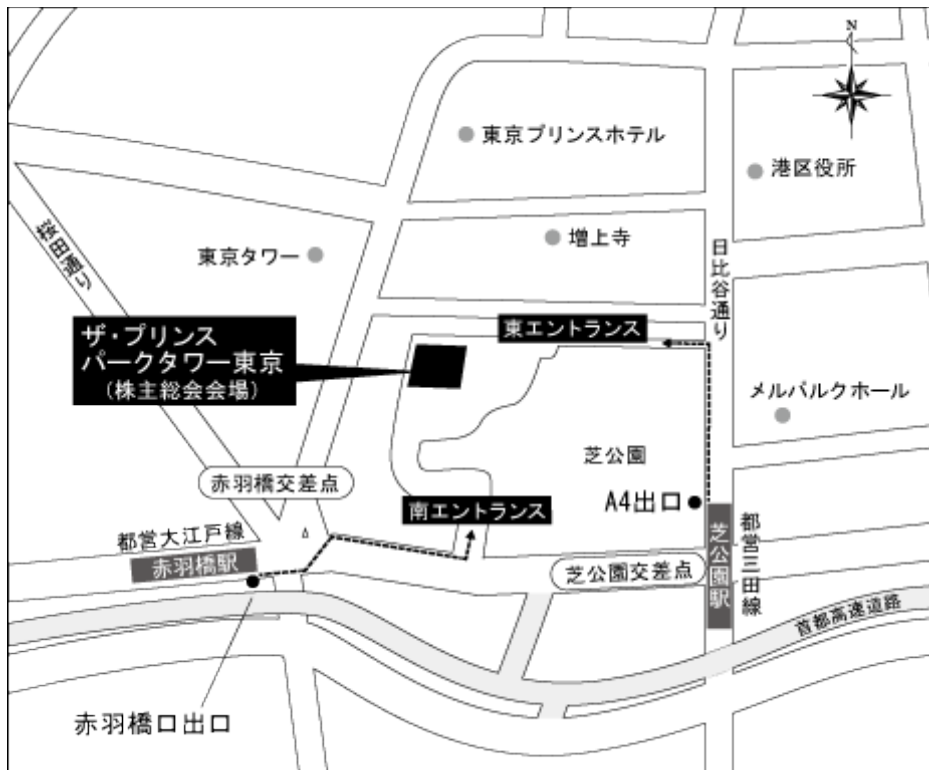 N
東京プリンスホテル
港区役所
増上寺
東京タワー
桜田通り
日比谷通り
東エントランス
ザ・プリンス
パークタワー東京
(株主総会会場)
メルパルクホール
芝公園
赤羽橋交差点
A4出口
南エントランス
都営大江戸線
赤羽橋駅
芝公園交差点
芝公園駅
都営三田線
首都高速道路
赤羽橋口出口